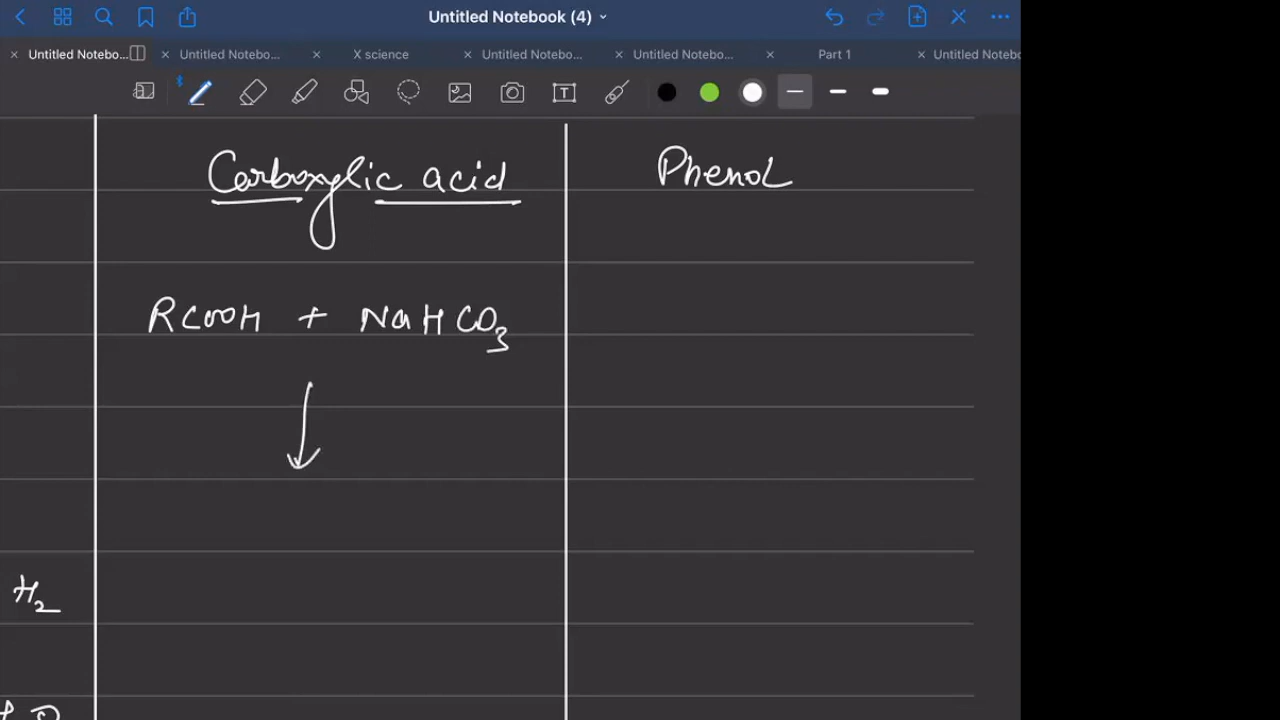 Untitled Notebook (4)
Untitled Notebo... Untitled Notebo... X science Untitled Notebo... Untitled Notebo... Part 1 Untitled Notebo
T
Carboxylic acid Phenol
RCOOH + NaHCO3
H2